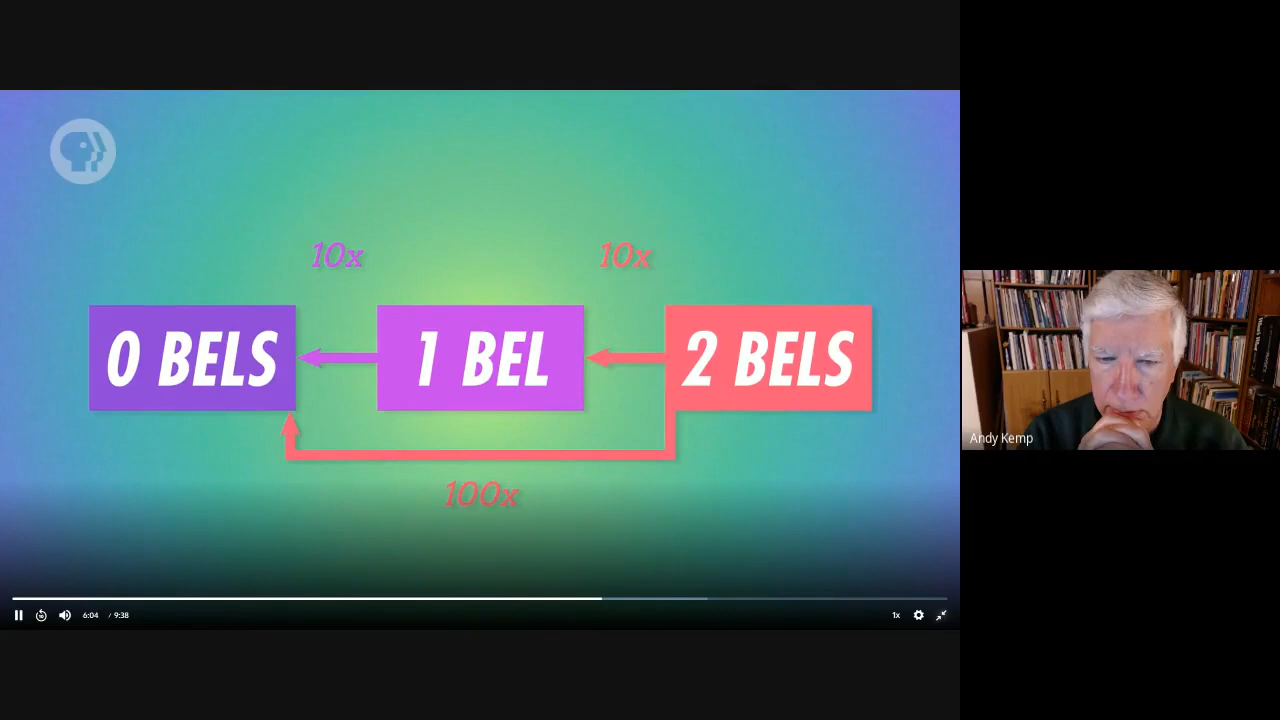 10x 10x
0 BELS 1 BEL 2 BELS
100x
6:04 / 9:38 1x
Andy Kemp